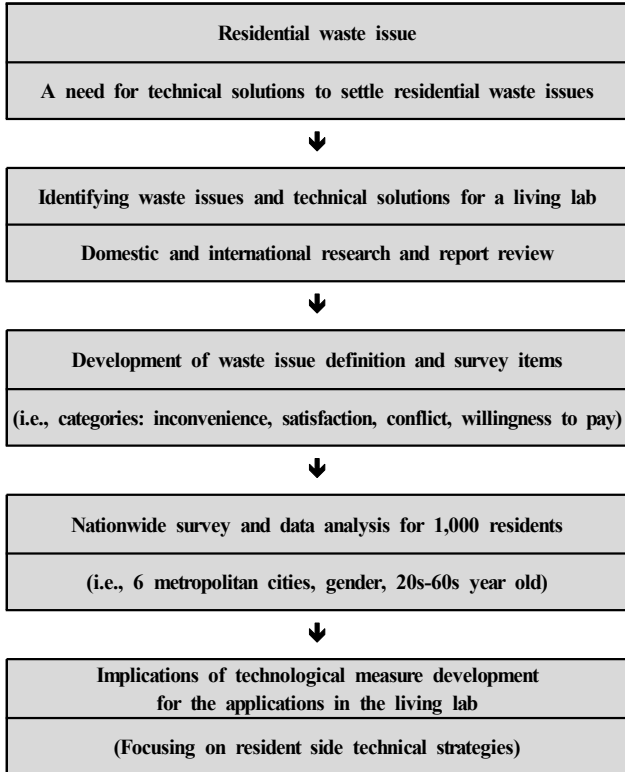 Residential waste issue
A need for technical solutions to settle residential waste issues
Identifying waste issues and technical solutions for a living lab
Domestic and international research and report review
Development of waste issue definition and survey items
(i.e., categories: inconvenience, satisfaction, conflict, willingness to pay)
Nationwide survey and data analysis for 1,000 residents
(i.e., 6 metropolitan cities, gender, 20s-60s year old)
Implications of technological measure development
for the applications in the living lab
(Focusing on resident side technical strategies)